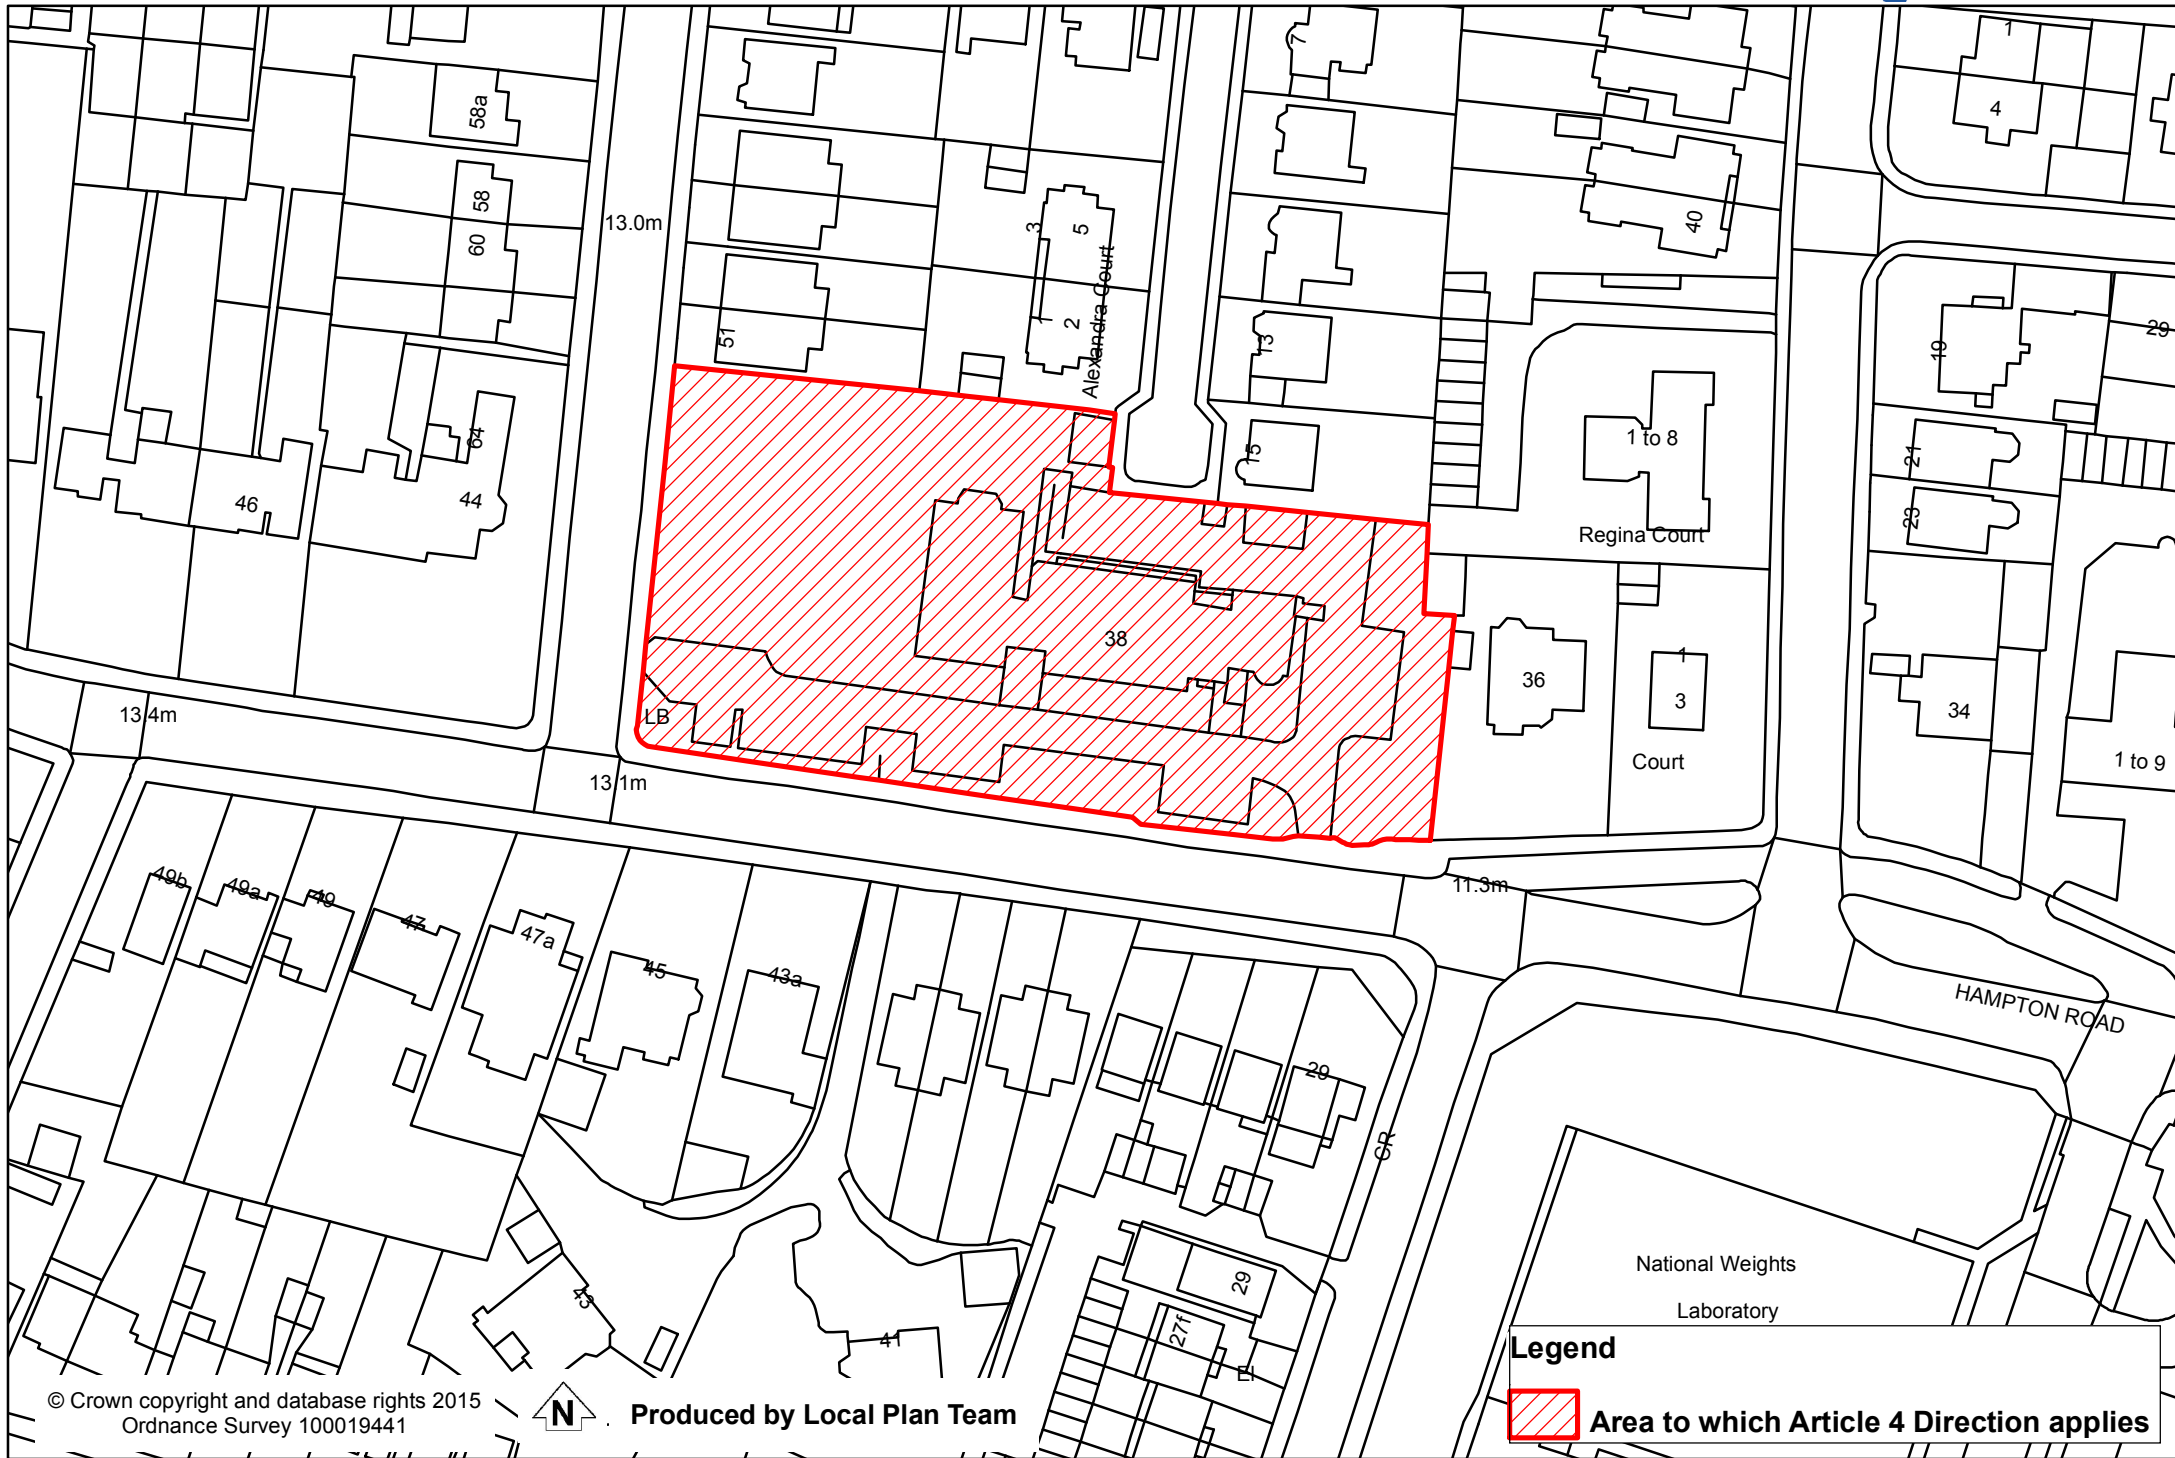 7
1
4
58a
58
60
13.0m
3
5
1
2
Alexandra Court
40
51
13
19
29
64
15
1 to 8
21
23
46
44
Regina Court
38
36
1
3
34
LB
13.4m
13.1m
Court
1 to 9
11.3m
49b
49a
49
47
47a
45
43a
HAMPTON ROAD
29
CR
National Weights
Laboratory
43
41
29
27f
El
Legend
Area to which Article 4 Direction applies
© Crown copyright and database rights 2015
Ordnance Survey 100019441
N
Produced by Local Plan Team